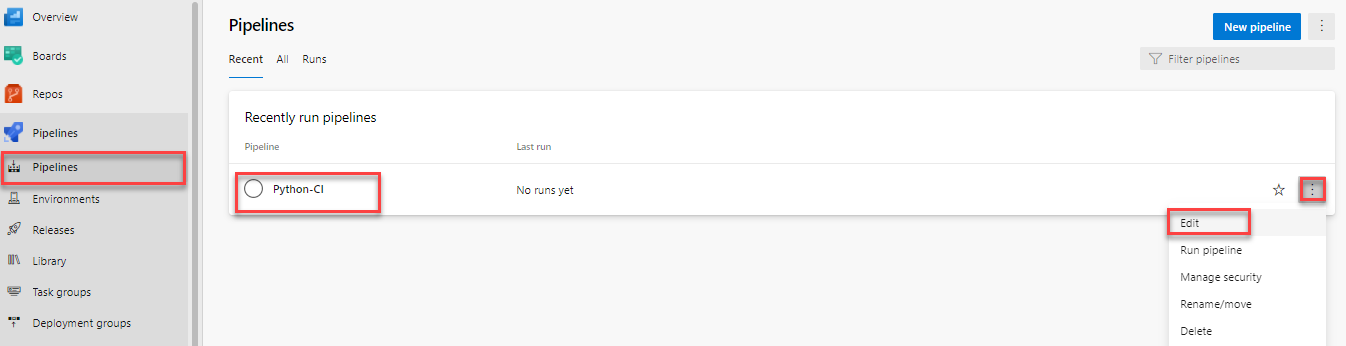 Overview
Boards
Repos
Pipelines
Pipelines
Environments
Releases
Library
Task groups
Deployment groups
Pipelines
New pipeline
Recent All Runs
Filter pipelines
Recently run pipelines
Pipeline Last run
Python-CI No runs yet
Edit
Run pipeline
Manage security
Rename/move
Delete